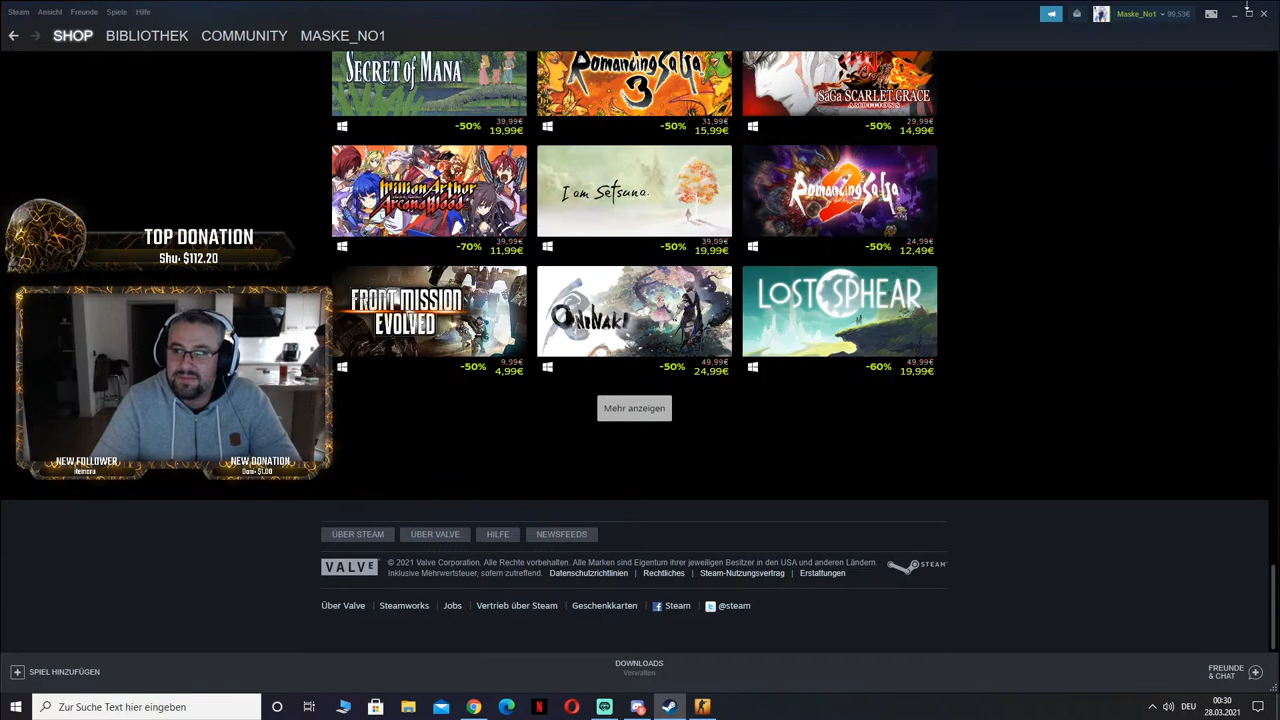 Steam Ansicht Freunde Spiele Hilfe
Maske_No1 99,53€
SHOP BIBLIOTHEK COMMUNITY MASKE_NO1
SECRET of MANA
Romancing SaGa 3
SaGa SCARLET GRACE
AMBITIONS
-50% 39,99€ 19,99€
-50% 31,99€ 15,99€
-50% 29,99€ 14,99€
Million Arthur
Arcana Blood
I am Setsuna.
Romancing SaGa 2
-70% 39,99€ 11,99€
-50% 39,99€ 19,99€
-50% 24,99€ 12,49€
TOP DONATION
Shu: $112.20
FRONT MISSION
EVOLVED
ONINAKI
LOST SPHEAR
-50% 9,99€ 4,99€
-50% 49,99€ 24,99€
-60% 49,99€ 19,99€
Mehr anzeigen
NEW FOLLOWER
NEW DONATION
ÜBER STEAM ÜBER VALVE HILFE NEWSFEEDS
VALVE
© 2021 Valve Corporation. Alle Rechte vorbehalten. Alle Marken sind Eigentum ihrer jeweiligen Besitzer in den USA und anderen Ländern.
Inklusive Mehrwertsteuer, sofern zutreffend. Datenschutzrichtlinien | Rechtliches | Steam-Nutzungsvertrag | Erstattungen
STEAM
Über Valve | Steamworks | Jobs | Vertrieb über Steam | Geschenkkarten | Steam | @steam
SPIEL HINZUFÜGEN
DOWNLOADS
Verwalten
FREUNDE
& CHAT
Zur Suche Text hier eingeben
DEU
00:30
28.03.2021